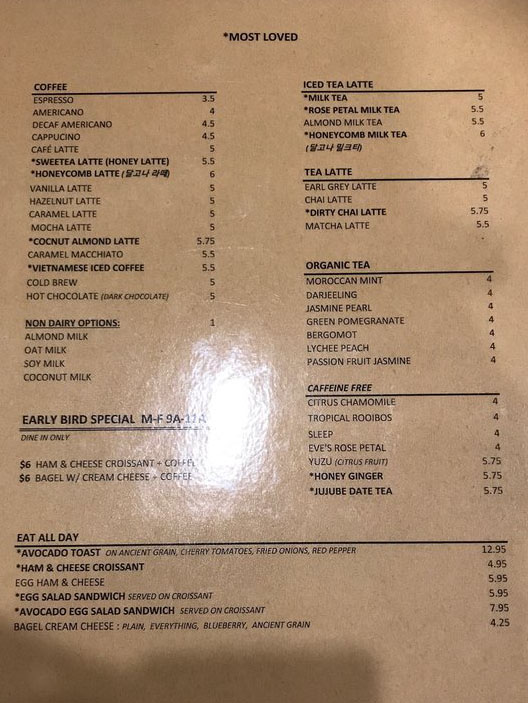 *MOST LOVED
COFFEE
ESPRESSO 3.5
AMERICANO 4
DECAF AMERICANO 4.5
CAPPUCINO 4.5
CAFÉ LATTE 5
*SWEETEA LATTE (HONEY LATTE) 5.5
*HONEYCOMB LATTE (달고나 라떼) 6
VANILLA LATTE 5
HAZELNUT LATTE 5
CARAMEL LATTE 5
MOCHA LATTE 5
*COCNUT ALMOND LATTE 5.75
CARAMEL MACCHIATO 5.5
*VIETNAMESE ICED COFFEE 5.5
COLD BREW 5
HOT CHOCOLATE (DARK CHOCOLATE) 5
NON DAIRY OPTIONS: 1
ALMOND MILK
OAT MILK
SOY MILK
COCONUT MILK
EARLY BIRD SPECIAL M-F 9A-11A
DINE IN ONLY
$6 HAM & CHEESE CROISSANT + COFFEE
$6 BAGEL W/ CREAM CHEESE + COFFEE
ICED TEA LATTE
*MILK TEA 5
*ROSE PETAL MILK TEA 5.5
ALMOND MILK TEA 5.5
*HONEYCOMB MILK TEA 6
(달고나 밀크티)
TEA LATTE
EARL GREY LATTE 5
CHAI LATTE 5
*DIRTY CHAI LATTE 5.75
MATCHA LATTE 5.5
ORGANIC TEA
MOROCCAN MINT 4
DARJEELING 4
JASMINE PEARL 4
GREEN POMEGRANATE 4
BERGOMOT 4
LYCHEE PEACH 4
PASSION FRUIT JASMINE 4
CAFFEINE FREE
CITRUS CHAMOMILE 4
TROPICAL ROOIBOS 4
SLEEP 4
EVE'S ROSE PETAL 4
YUZU (CITRUS FRUIT) 5.75
*HONEY GINGER 5.75
*JUJUBE DATE TEA 5.75
EAT ALL DAY
*AVOCADO TOAST ON ANCIENT GRAIN, CHERRY TOMATOES, FRIED ONIONS, RED PEPPER 12.95
*HAM & CHEESE CROISSANT 4.95
EGG HAM & CHEESE 5.95
*EGG SALAD SANDWICH SERVED ON CROISSANT 5.95
*AVOCADO EGG SALAD SANDWICH SERVED ON CROISSANT 7.95
BAGEL CREAM CHEESE : PLAIN, EVERYTHING, BLUEBERRY, ANCIENT GRAIN 4.25